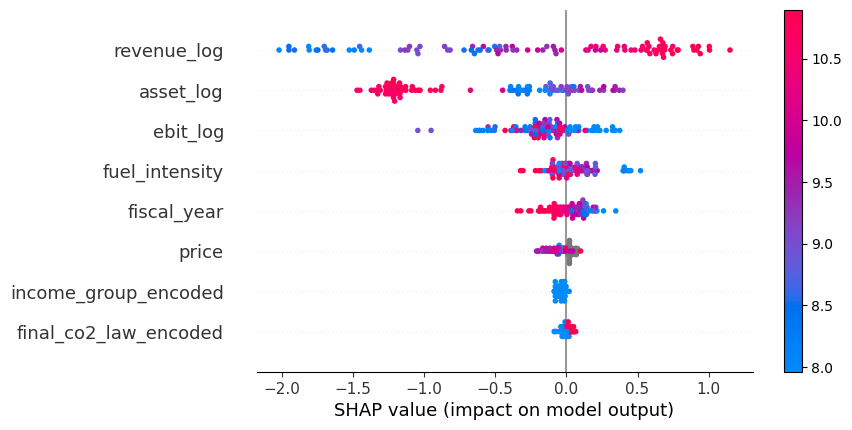 revenue_log
asset_log
ebit_log
fuel_intensity
fiscal_year
price
income_group_encoded
final_co2_law_encoded
−2.0 −1.5 −1.0 −0.5 0.0 0.5 1.0
SHAP value (impact on model output)
10.5
10.0
9.5
9.0
8.5
8.0